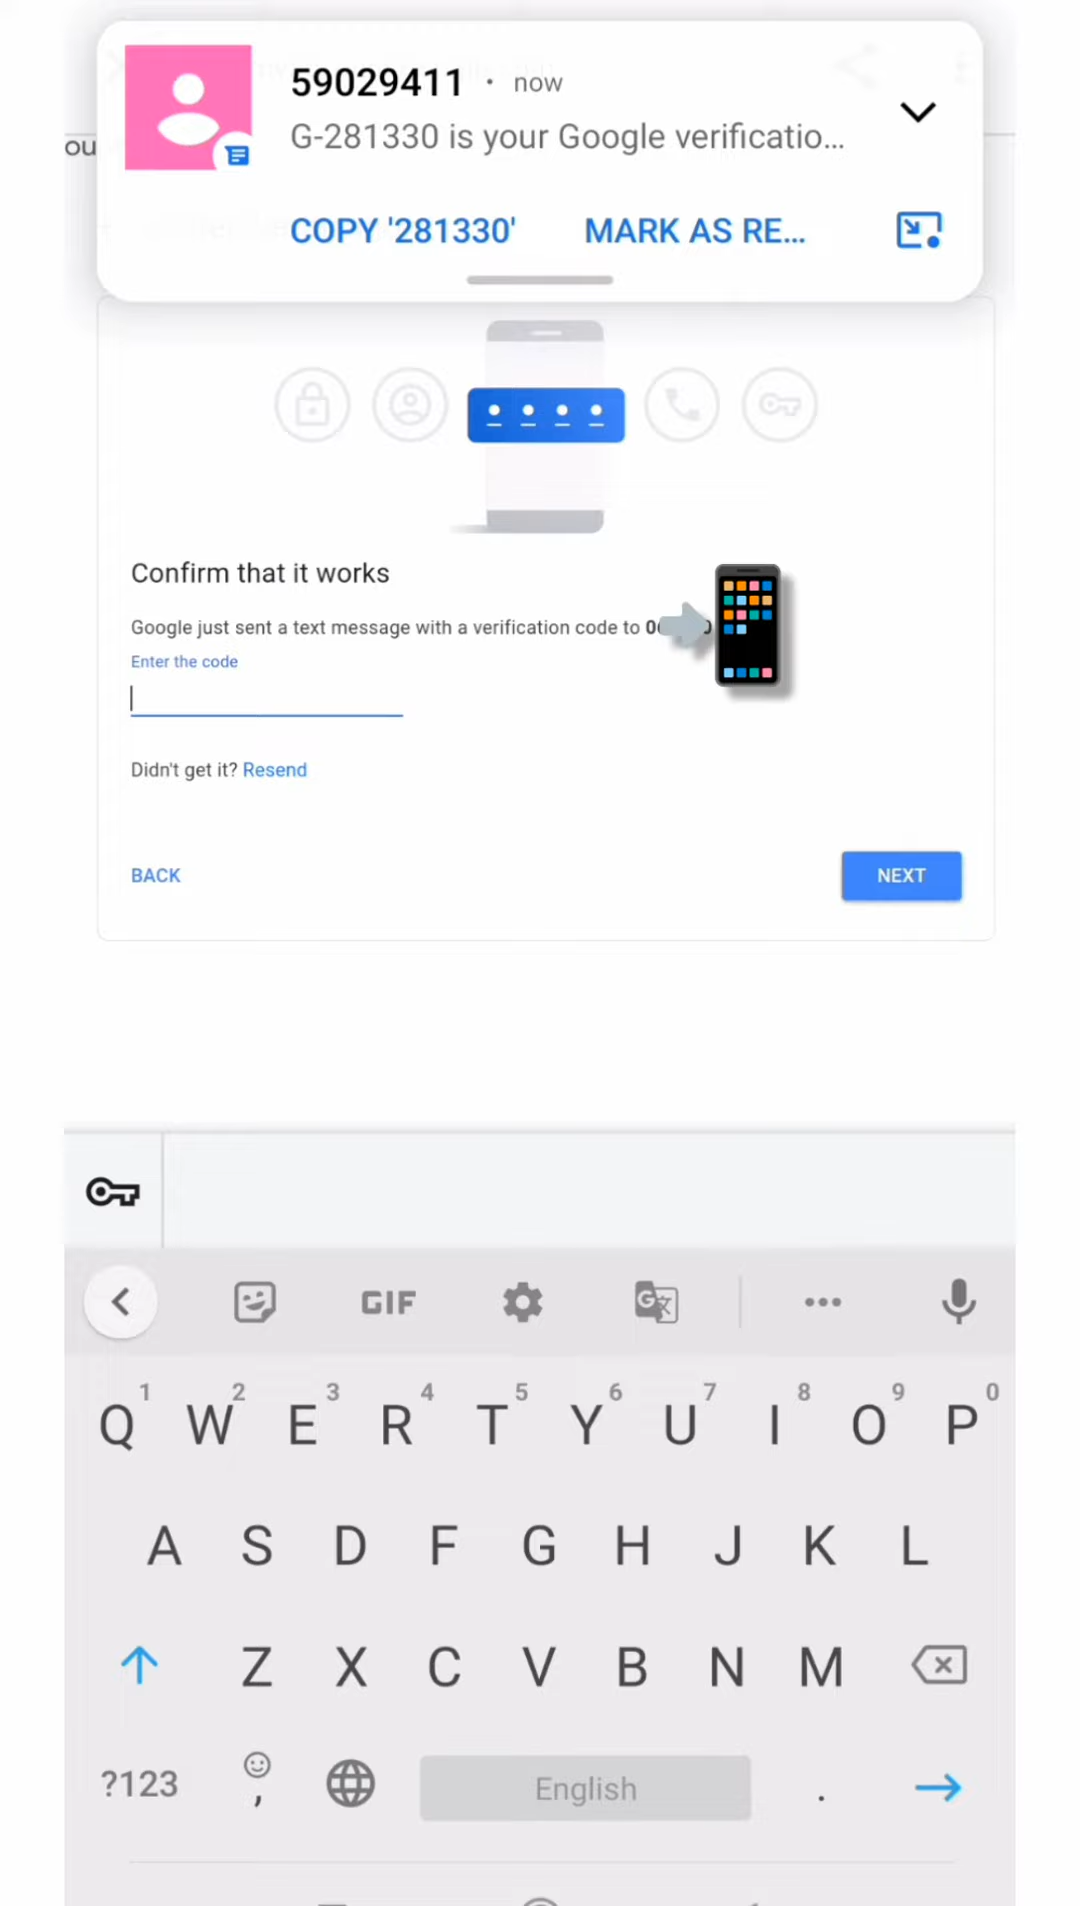 59029411 · now
G-281330 is your Google verificatio...
COPY '281330' MARK AS RE...
ou
Confirm that it works
Google just sent a text message with a verification code to
Enter the code
Didn't get it? Resend
BACK NEXT
GIF
1 2 3 4 5 6 7 8 9 0
Q W E R T Y U I O P
A S D F G H J K L
Z X C V B N M
?123 , English .